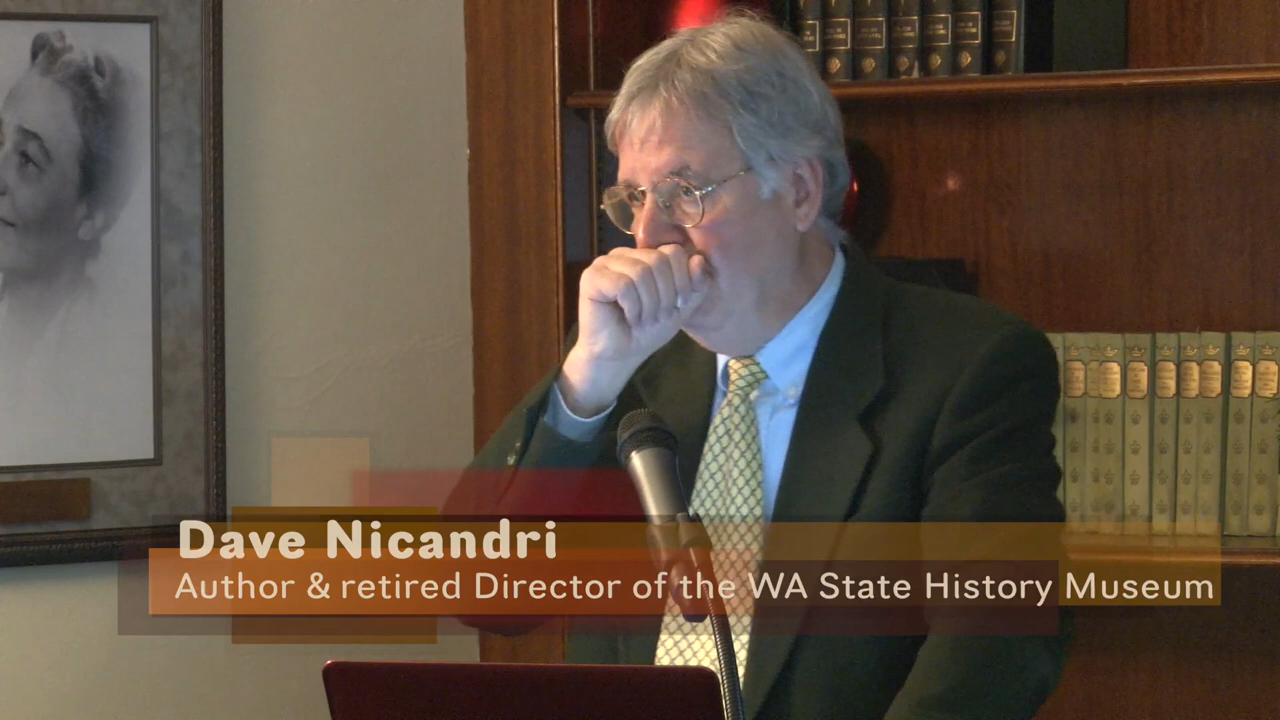 Dave Nicandri
Author & retired Director of the WA State History Museum